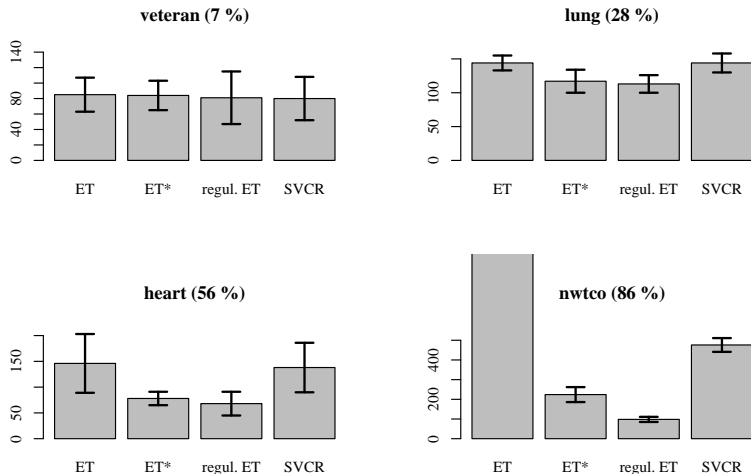 veteran (7 %)
140
80
40
0
ET ET* regul. ET SVCR
lung (28 %)
100
50
0
ET ET* regul. ET SVCR
heart (56 %)
150
50
0
ET ET* regul. ET SVCR
nwtco (86 %)
400
200
0
ET ET* regul. ET SVCR